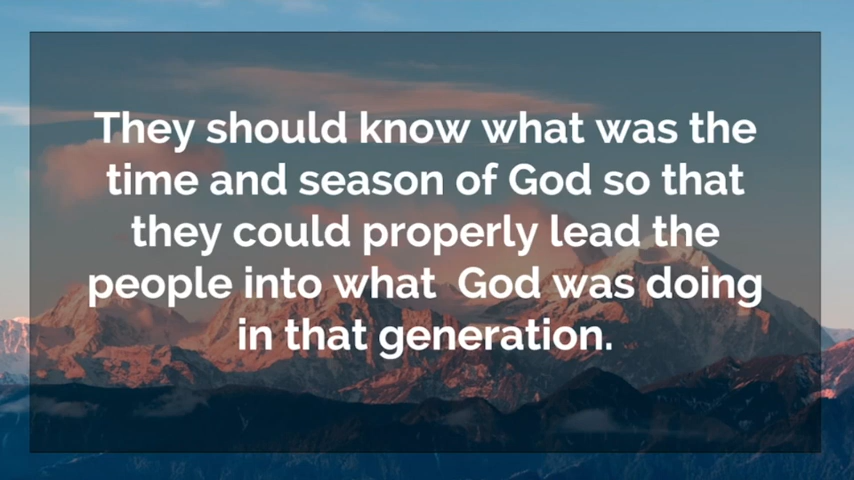 They should know what was the
time and season of God so that
they could properly lead the
people into what  God was doing
in that generation.